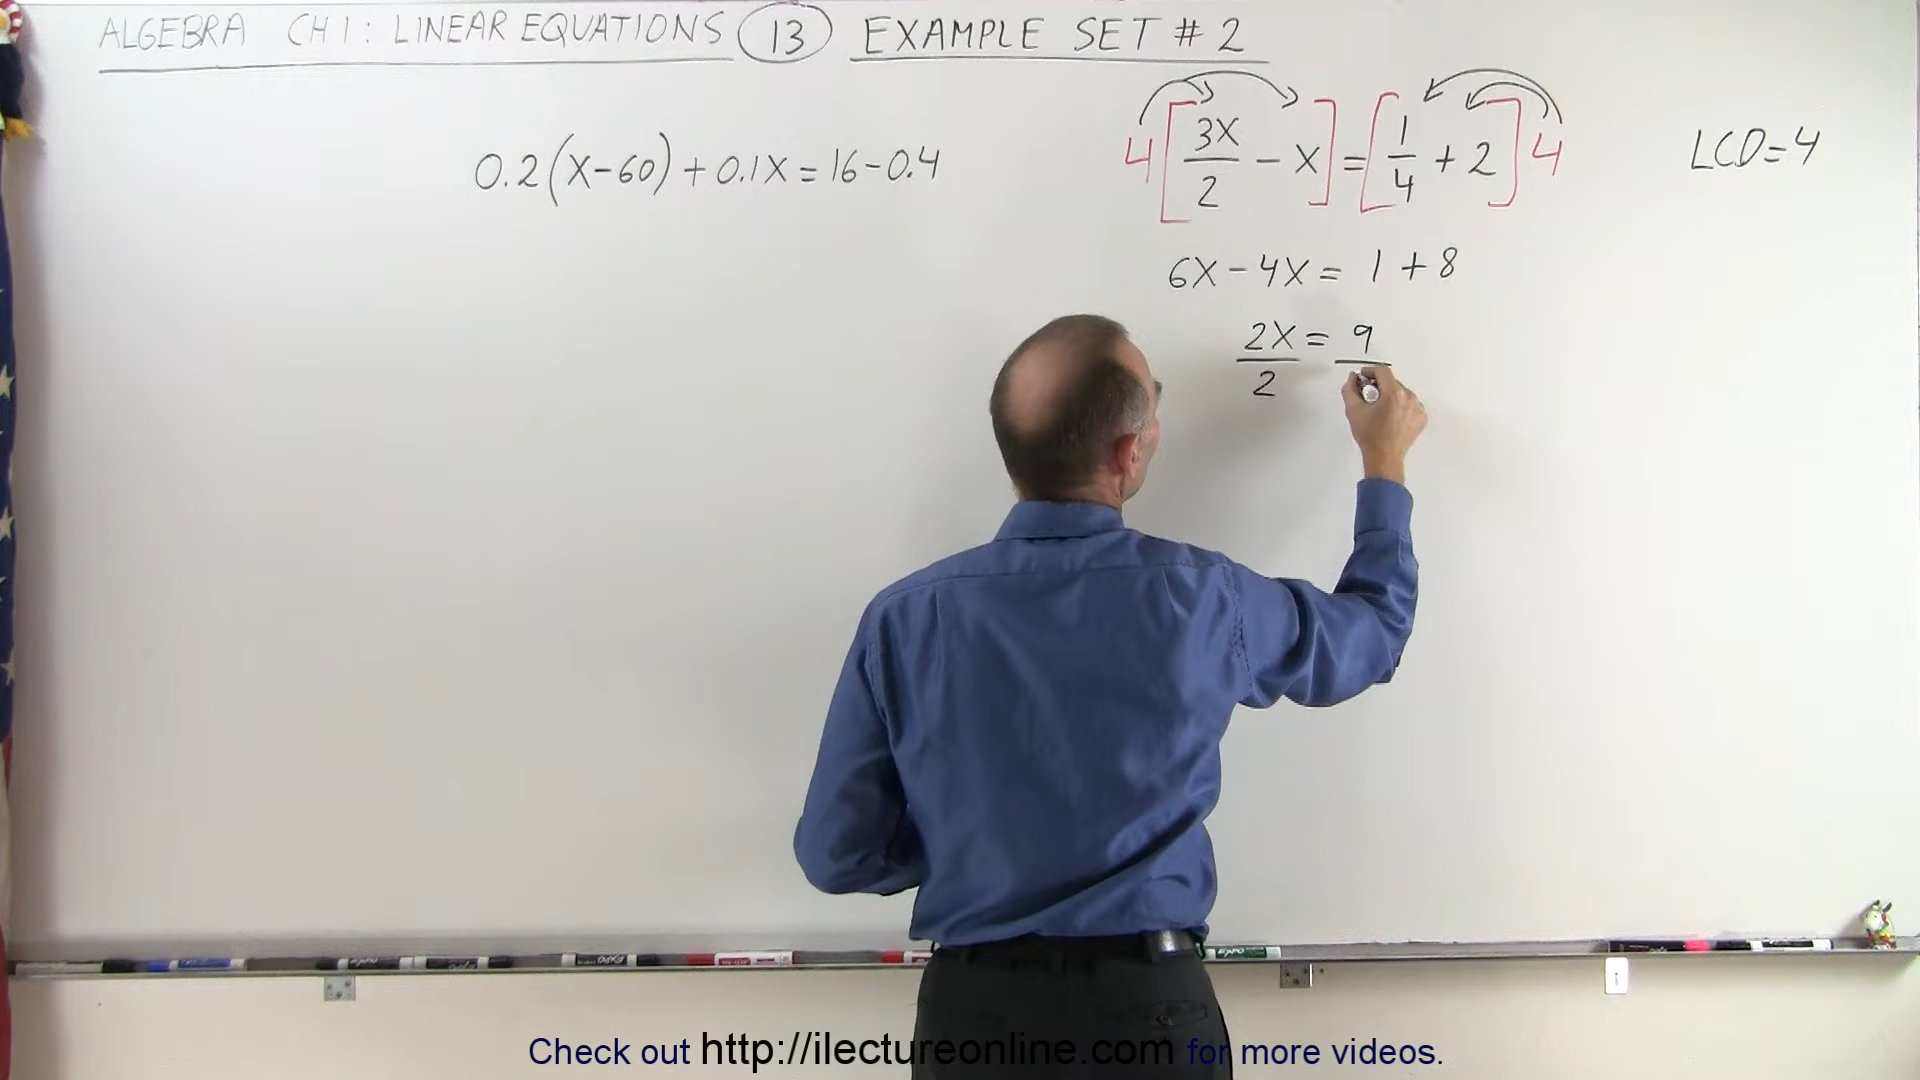 ALGEBRA CH 1: LINEAR EQUATIONS 13 EXAMPLE SET # 2
0.2(X-60)+0.1X=16-0.4
4[3X/2 - X]=[1/4 + 2]4
LCD=4
6X-4X= 1+8
2X = 9
2
Check out http://ilectureonline.com for more videos.